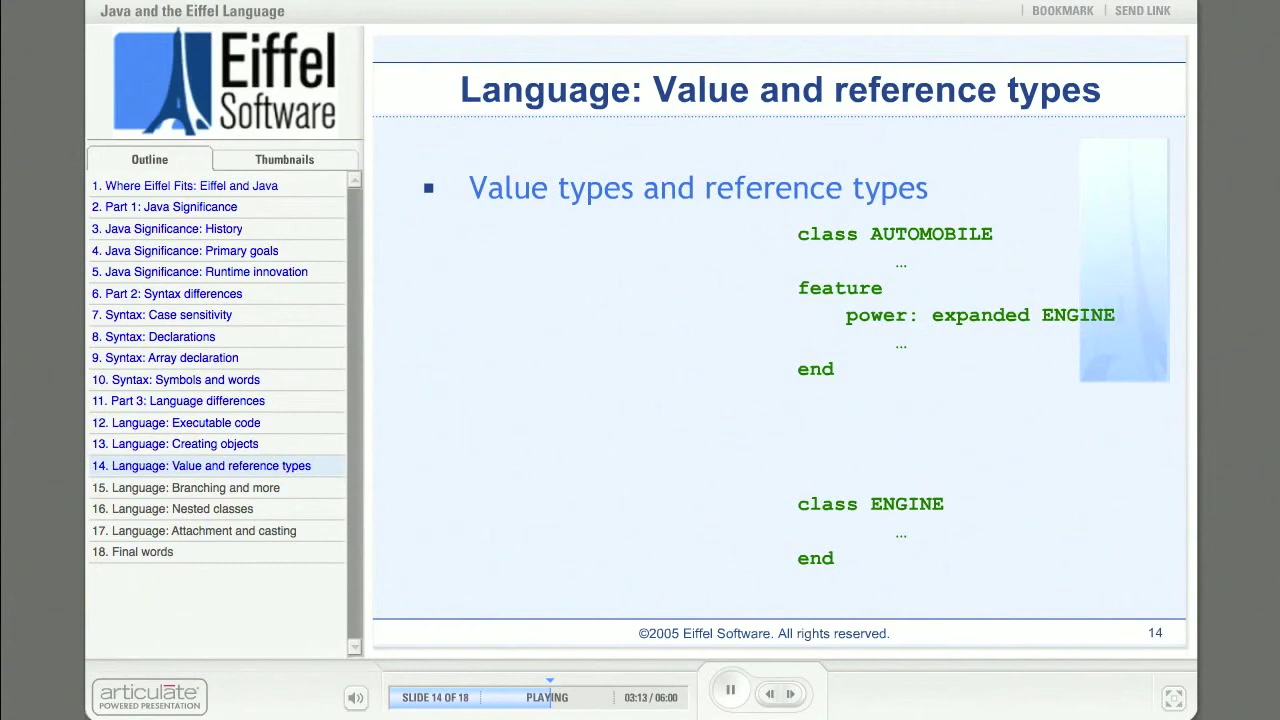 Java and the Eiffel Language
BOOKMARK
SEND LINK
Eiffel
Software
Outline
Thumbnails
1. Where Eiffel Fits: Eiffel and Java
2. Part 1: Java Significance
3. Java Significance: History
4. Java Significance: Primary goals
5. Java Significance: Runtime innovation
6. Part 2: Syntax differences
7. Syntax: Case sensitivity
8. Syntax: Declarations
9. Syntax: Array declaration
10. Syntax: Symbols and words
11. Part 3: Language differences
12. Language: Executable code
13. Language: Creating objects
14. Language: Value and reference types
15. Language: Branching and more
16. Language: Nested classes
17. Language: Attachment and casting
18. Final words
Language: Value and reference types
Value types and reference types
class AUTOMOBILE
…
feature
power: expanded ENGINE
…
end
class ENGINE
…
end
©2005 Eiffel Software. All rights reserved.
14
articulate
POWERED PRESENTATION
SLIDE 14 OF 18
PLAYING
03:13 / 06:00